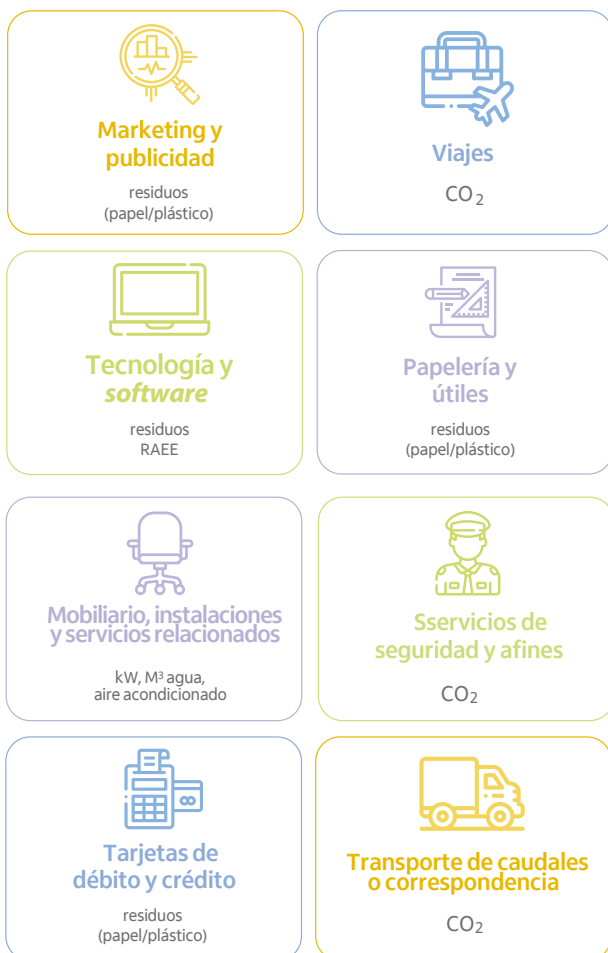 Marketing y
publicidad
residuos
(papel/plástico)
Viajes
CO₂
Tecnología y
software
residuos
RAEE
Papelería y
útiles
residuos
(papel/plástico)
Mobiliario, instalaciones
y servicios relacionados
kW, M³ agua,
aire acondicionado
Sservicios de
seguridad y afines
CO₂
Tarjetas de
débito y crédito
residuos
(papel/plástico)
Transporte de caudales
o correspondencia
CO₂